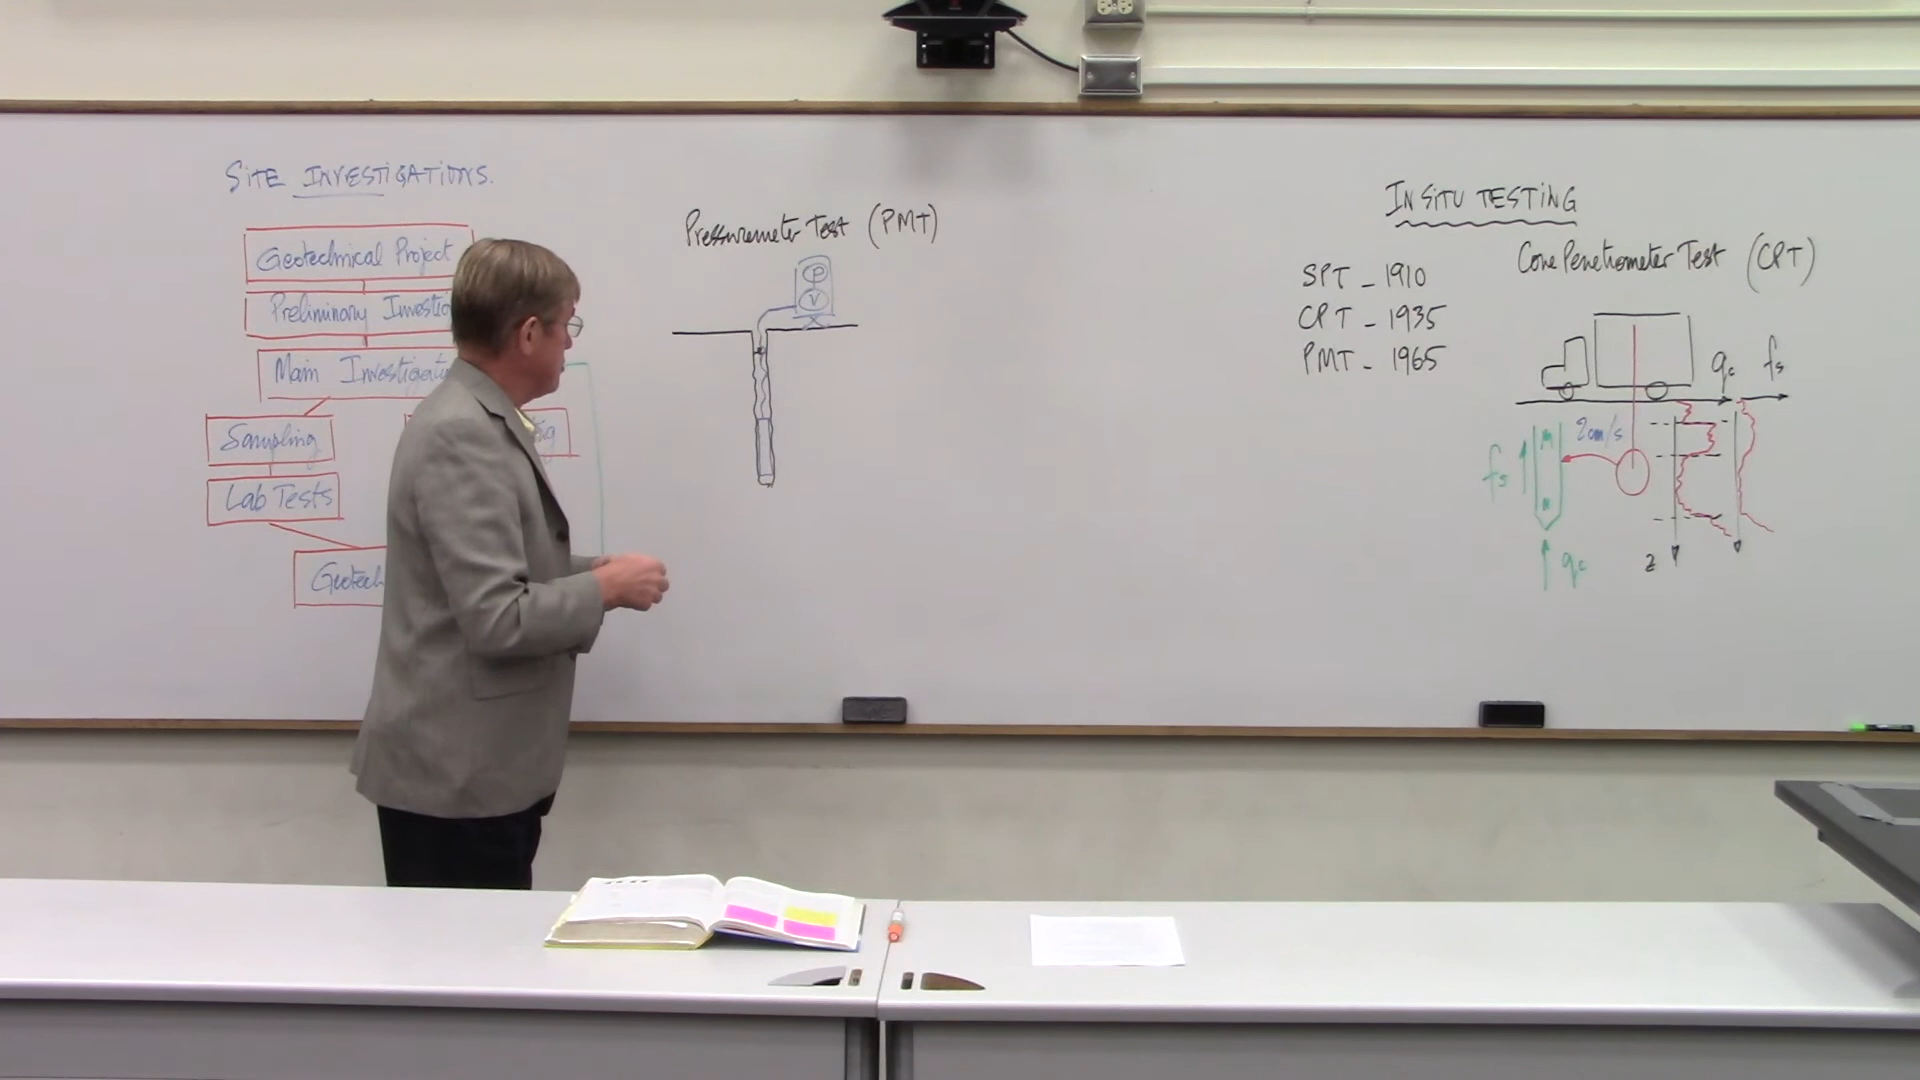 SITE INVESTIGATIONS.
Geotechnical Project
Preliminary
Main
Sampling
Lab Tests
Pressuremeter Test (PMT)
P
V
IN SITU TESTING
SPT - 1910
CPT - 1935
PMT - 1965
Cone Penetrometer Test (CPT)
qc fs
2cm/s
fs
qc
z